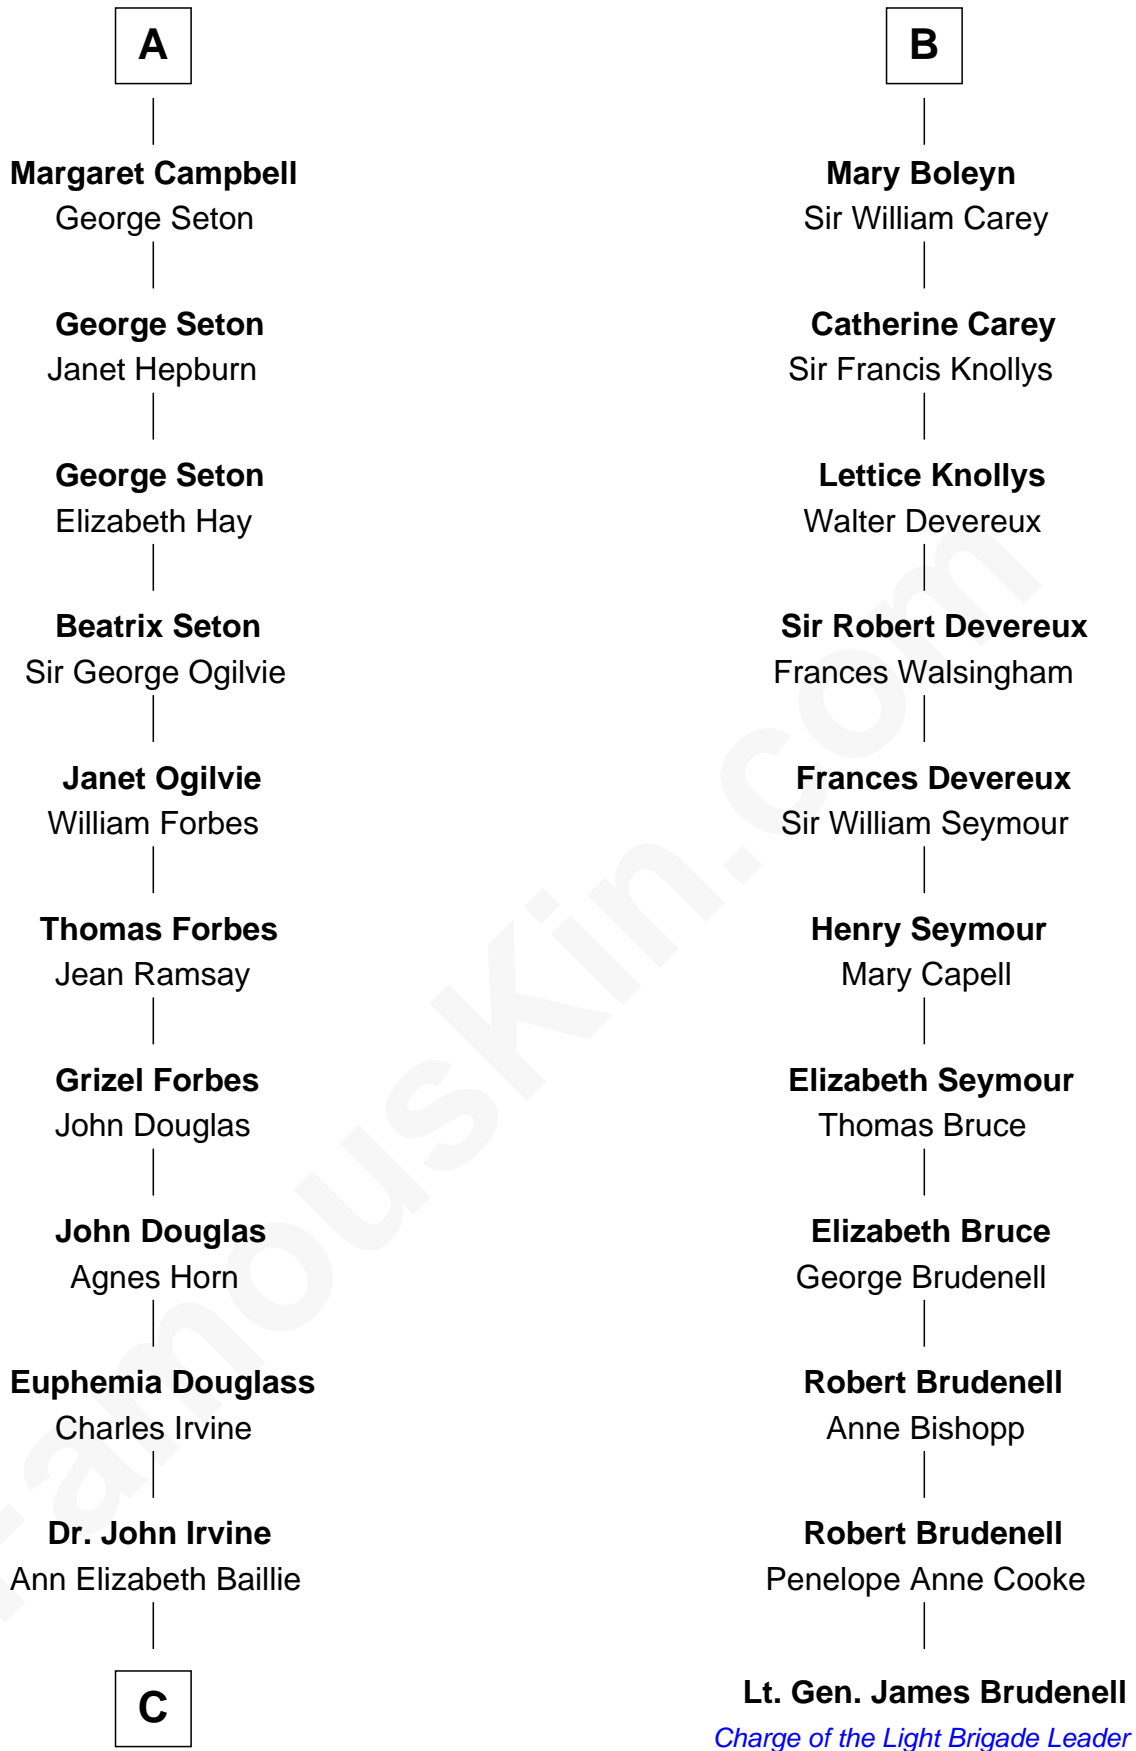 A
Margaret Campbell
George Seton
George Seton
Janet Hepburn
George Seton
Elizabeth Hay
Beatrix Seton
Sir George Ogilvie
Janet Ogilvie
William Forbes
Thomas Forbes
Jean Ramsay
Grizel Forbes
John Douglas
John Douglas
Agnes Horn
Euphemia Douglass
Charles Irvine
Dr. John Irvine
Ann Elizabeth Baillie
C
B
Mary Boleyn
Sir William Carey
Catherine Carey
Sir Francis Knollys
Lettice Knollys
Walter Devereux
Sir Robert Devereux
Frances Walsingham
Frances Devereux
Sir William Seymour
Henry Seymour
Mary Capell
Elizabeth Seymour
Thomas Bruce
Elizabeth Bruce
George Brudenell
Robert Brudenell
Anne Bishopp
Robert Brudenell
Penelope Anne Cooke
Lt. Gen. James Brudenell
Charge of the Light Brigade Leader
FamousKin.com